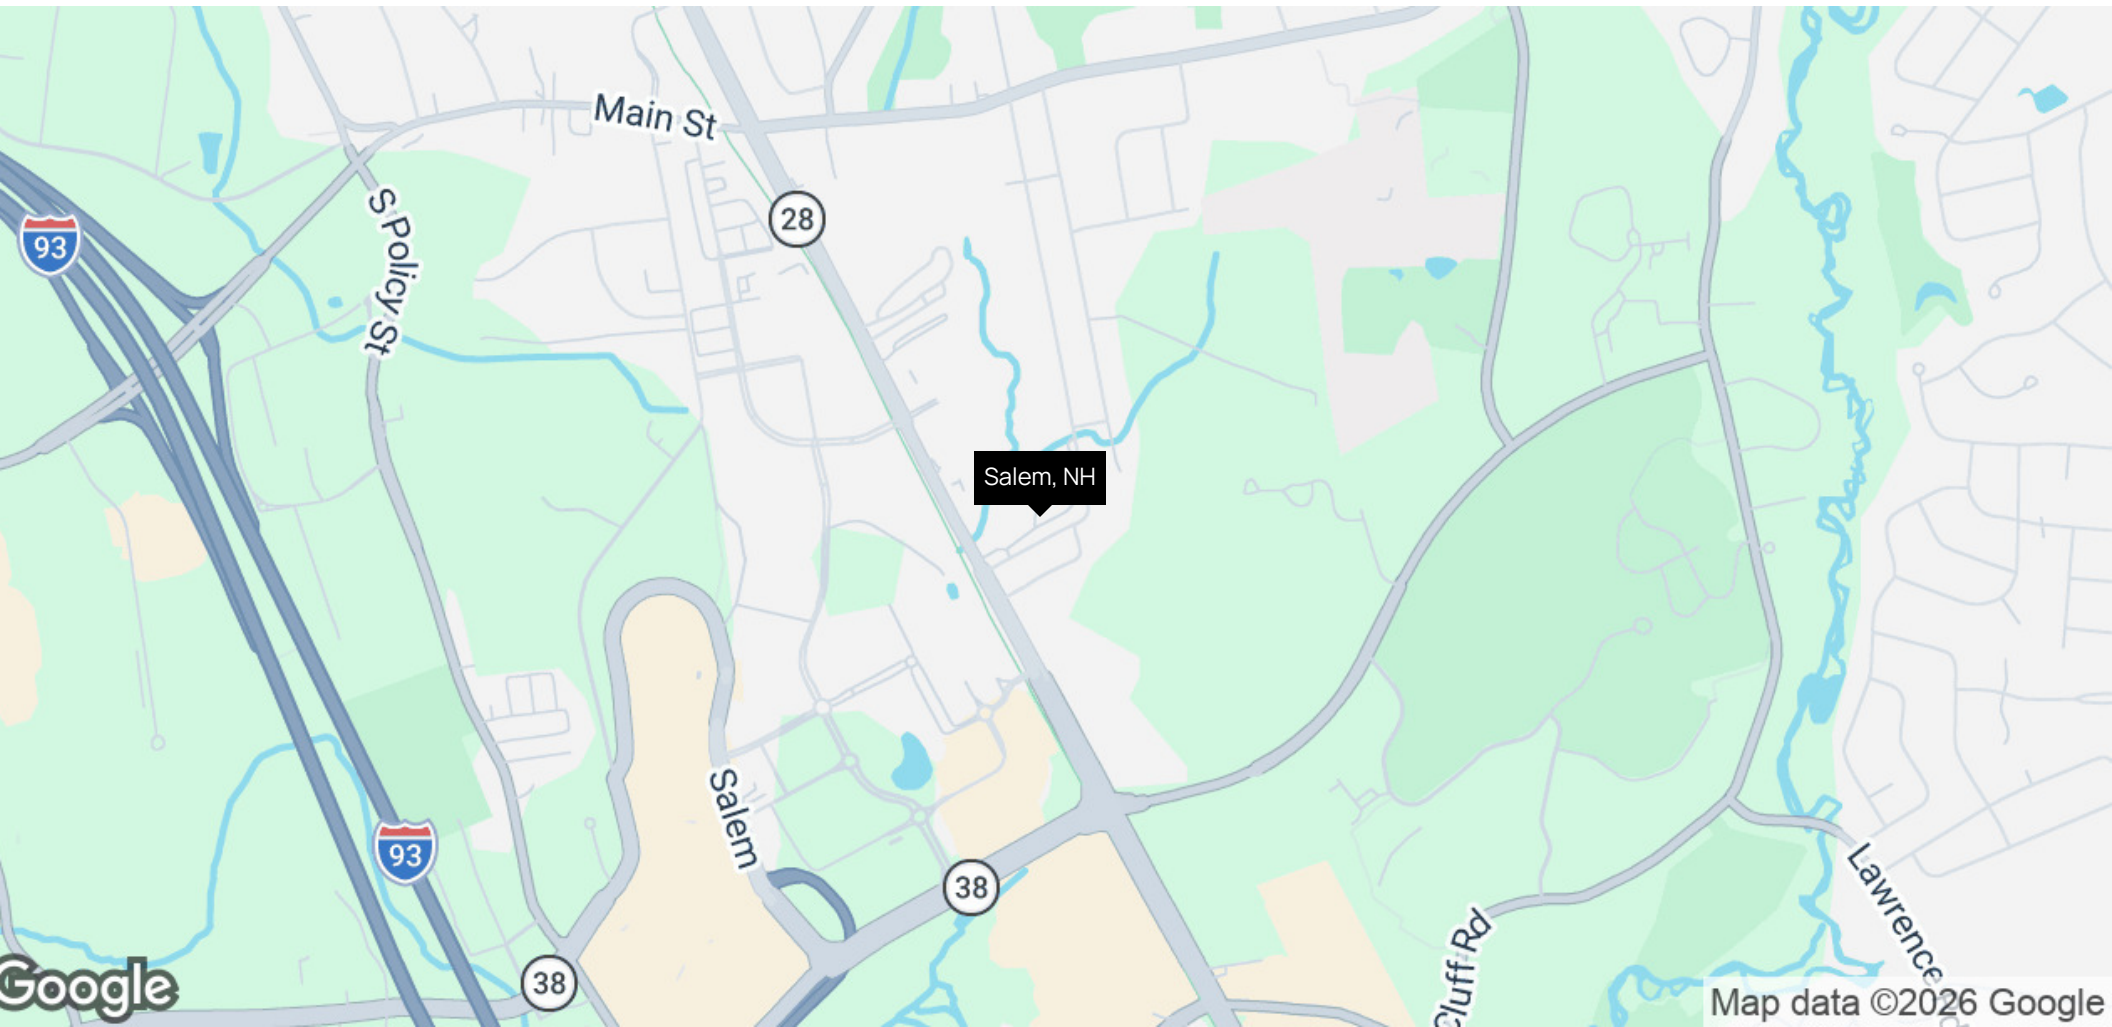 Main St
28
S Policy St
93
Salem, NH
Salem
93
38
38
Cluff Rd
Lawrence
Google
Map data ©2026 Google